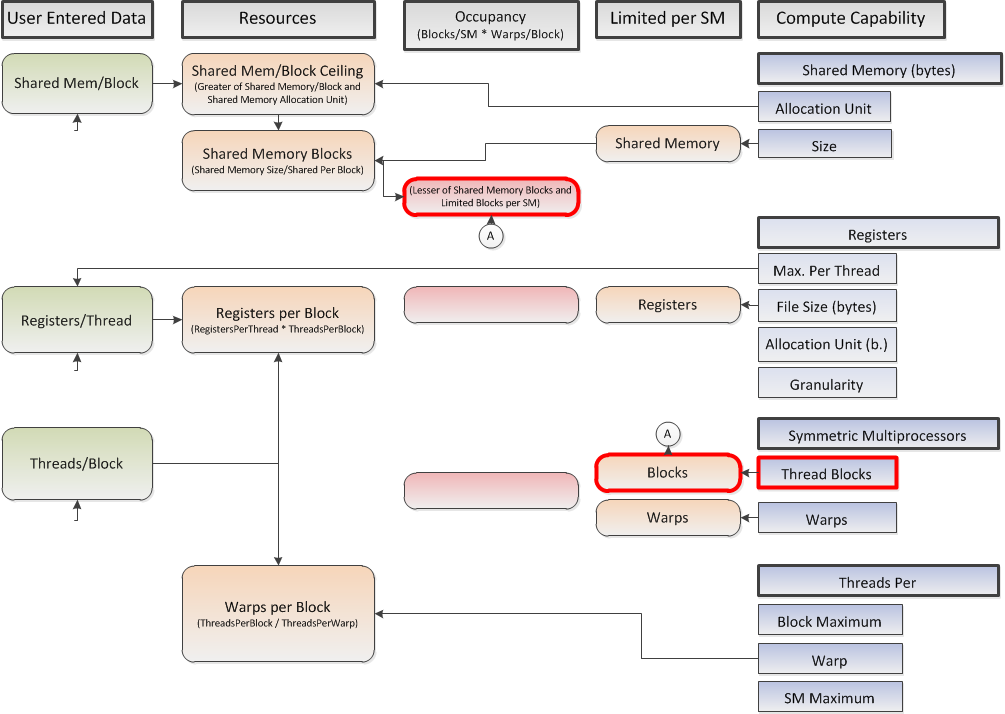 User Entered Data
Resources
Occupancy
(Blocks/SM * Warps/Block)
Limited per SM
Compute Capability
Shared Mem/Block
Shared Mem/Block Ceiling
(Greater of Shared Memory/Block and
Shared Memory Allocation Unit)
Shared Memory (bytes)
Allocation Unit
Shared Memory Blocks
(Shared Memory Size/Shared Per Block)
Shared Memory
Size
(Lesser of Shared Memory Blocks and
Limited Blocks per SM)
A
Registers
Max. Per Thread
Registers/Thread
Registers per Block
(RegistersPerThread * ThreadsPerBlock)
Registers
File Size (bytes)
Allocation Unit (b.)
Granularity
A
Symmetric Multiprocessors
Threads/Block
Blocks
Thread Blocks
Warps
Warps
Threads Per
Warps per Block
(ThreadsPerBlock / ThreadsPerWarp)
Block Maximum
Warp
SM Maximum